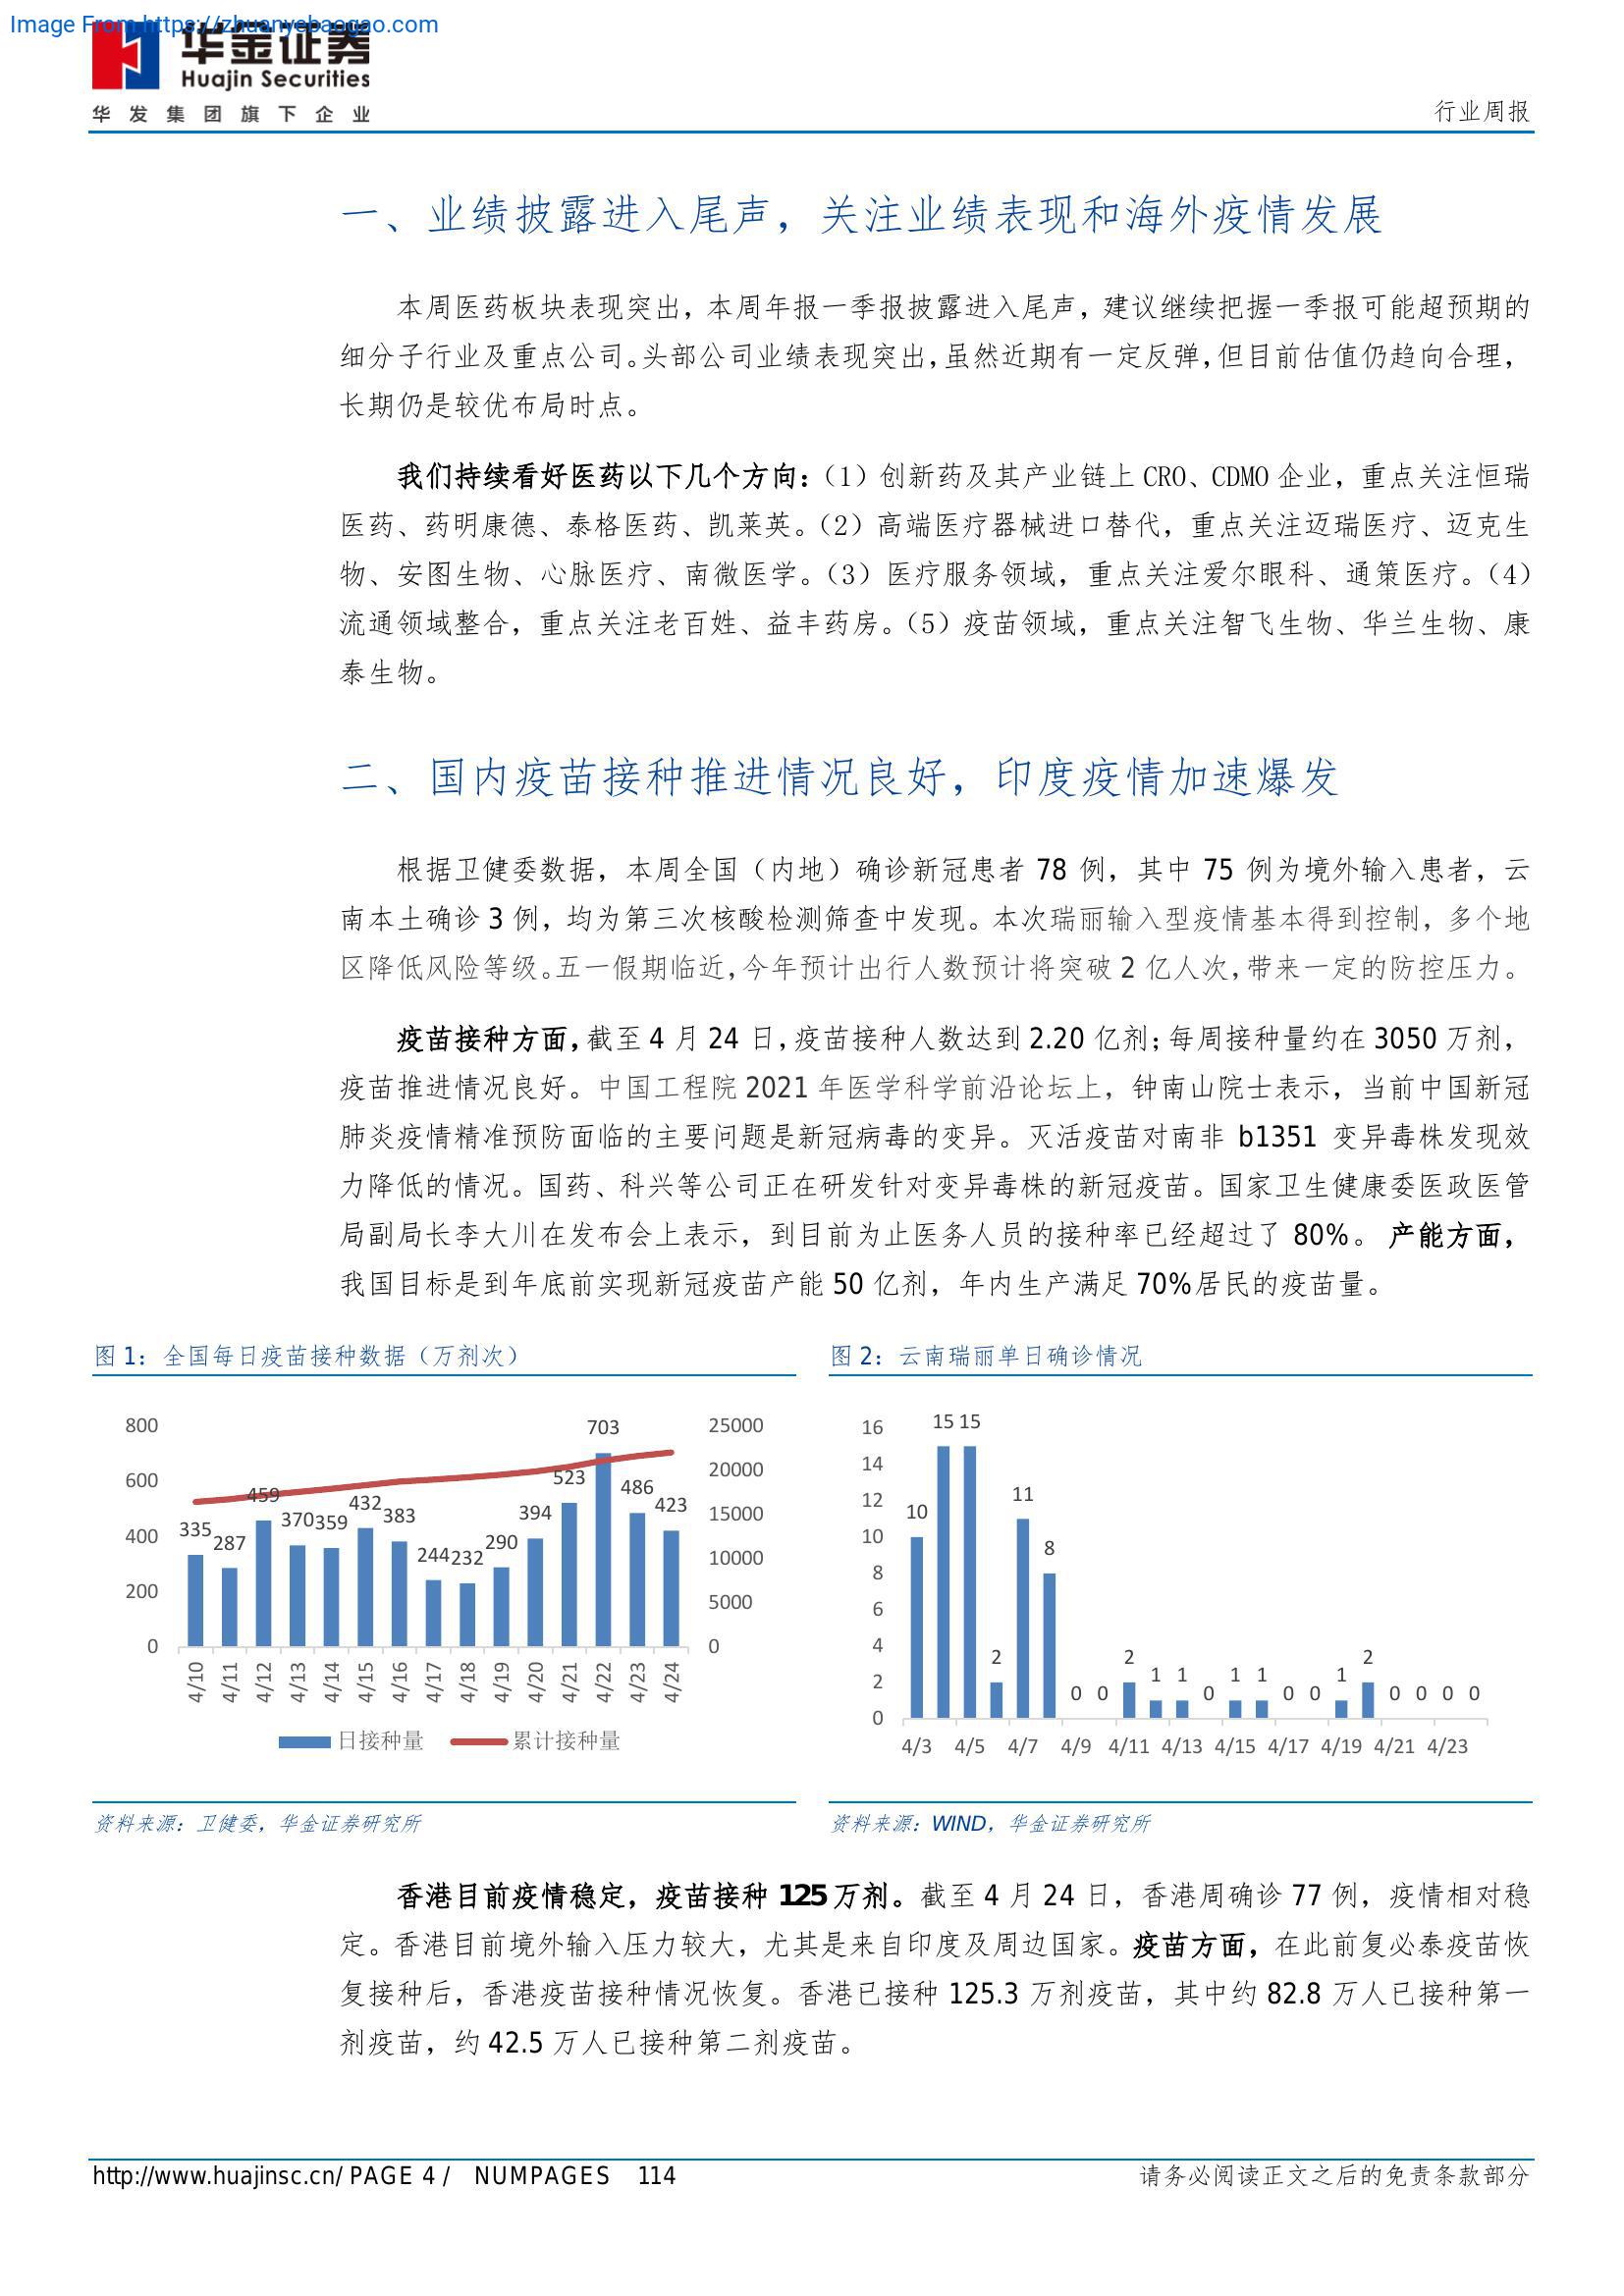 Image From https://zhuanyebaogao.com
华金证券
Huajin Securities
华发集团旗下企业
行业周报
一、业绩披露进入尾声，关注业绩表现和海外疫情发展
本周医药板块表现突出，本周年报一季报披露进入尾声，建议继续把握一季报可能超预期的
细分子行业及重点公司。头部公司业绩表现突出，虽然近期有一定反弹，但目前估值仍趋向合理，
长期仍是较优布局时点。
我们持续看好医药以下几个方向：（1）创新药及其产业链上 CRO、CDMO 企业，重点关注恒瑞
医药、药明康德、泰格医药、凯莱英。（2）高端医疗器械进口替代，重点关注迈瑞医疗、迈克生
物、安图生物、心脉医疗、南微医学。（3）医疗服务领域，重点关注爱尔眼科、通策医疗。（4）
流通领域整合，重点关注老百姓、益丰药房。（5）疫苗领域，重点关注智飞生物、华兰生物、康
泰生物。
二、国内疫苗接种推进情况良好，印度疫情加速爆发
根据卫健委数据，本周全国（内地）确诊新冠患者 78 例，其中 75 例为境外输入患者，云
南本土确诊 3 例，均为第三次核酸检测筛查中发现。本次瑞丽输入型疫情基本得到控制，多个地
区降低风险等级。五一假期临近，今年预计出行人数预计将突破 2 亿人次，带来一定的防控压力。
疫苗接种方面，截至 4 月 24 日，疫苗接种人数达到 2.20 亿剂；每周接种量约在 3050 万剂，
疫苗推进情况良好。中国工程院 2021 年医学科学前沿论坛上，钟南山院士表示，当前中国新冠
肺炎疫情精准预防面临的主要问题是新冠病毒的变异。灭活疫苗对南非 b1351 变异毒株发现效
力降低的情况。国药、科兴等公司正在研发针对变异毒株的新冠疫苗。国家卫生健康委医政医管
局副局长李大川在发布会上表示，到目前为止医务人员的接种率已经超过了 80%。 产能方面，
我国目标是到年底前实现新冠疫苗产能 50 亿剂，年内生产满足 70%居民的疫苗量。
图 1：全国每日疫苗接种数据（万剂次）
800
600
400
200
0
335
287
459
370
359
432
383
244
232
290
394
523
703
486
423
25000
20000
15000
10000
5000
0
4/10
4/11
4/12
4/13
4/14
4/15
4/16
4/17
4/18
4/19
4/20
4/21
4/22
4/23
4/24
日接种量 累计接种量
资料来源：卫健委，华金证券研究所
图 2：云南瑞丽单日确诊情况
16
14
12
10
8
6
4
2
0
10
15
15
2
11
8
0
0
2
1
1
0
1
1
0
0
1
2
0
0
0
0
4/3 4/5 4/7 4/9 4/11 4/13 4/15 4/17 4/19 4/21 4/23
资料来源：WIND，华金证券研究所
香港目前疫情稳定，疫苗接种 125 万剂。截至 4 月 24 日，香港周确诊 77 例，疫情相对稳
定。香港目前境外输入压力较大，尤其是来自印度及周边国家。疫苗方面，在此前复必泰疫苗恢
复接种后，香港疫苗接种情况恢复。香港已接种 125.3 万剂疫苗，其中约 82.8 万人已接种第一
剂疫苗，约 42.5 万人已接种第二剂疫苗。
http://www.huajinsc.cn/ PAGE 4 / NUMPAGES 114
请务必阅读正文之后的免责条款部分